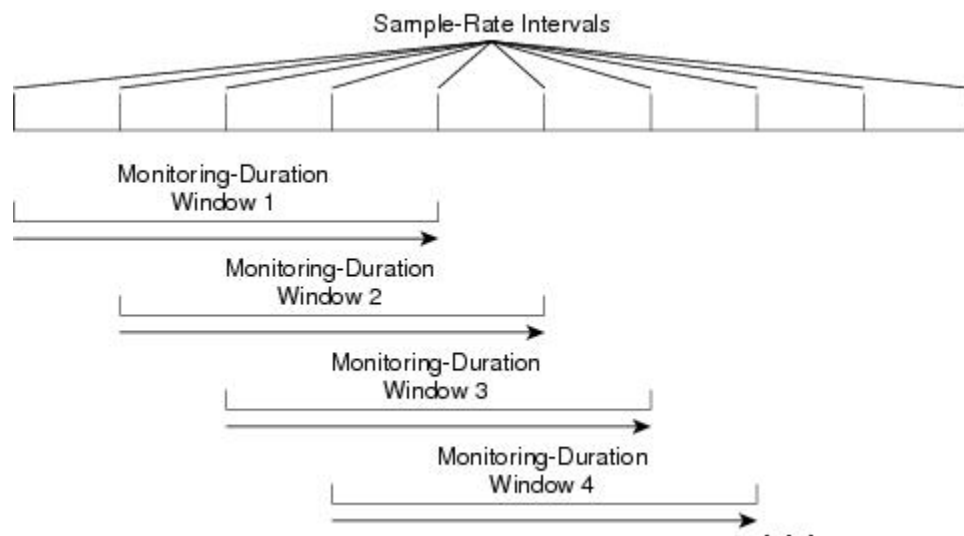 Sample-Rate Intervals
Monitoring-Duration
Window 1
Monitoring-Duration
Window 2
Monitoring-Duration
Window 3
Monitoring-Duration
Window 4